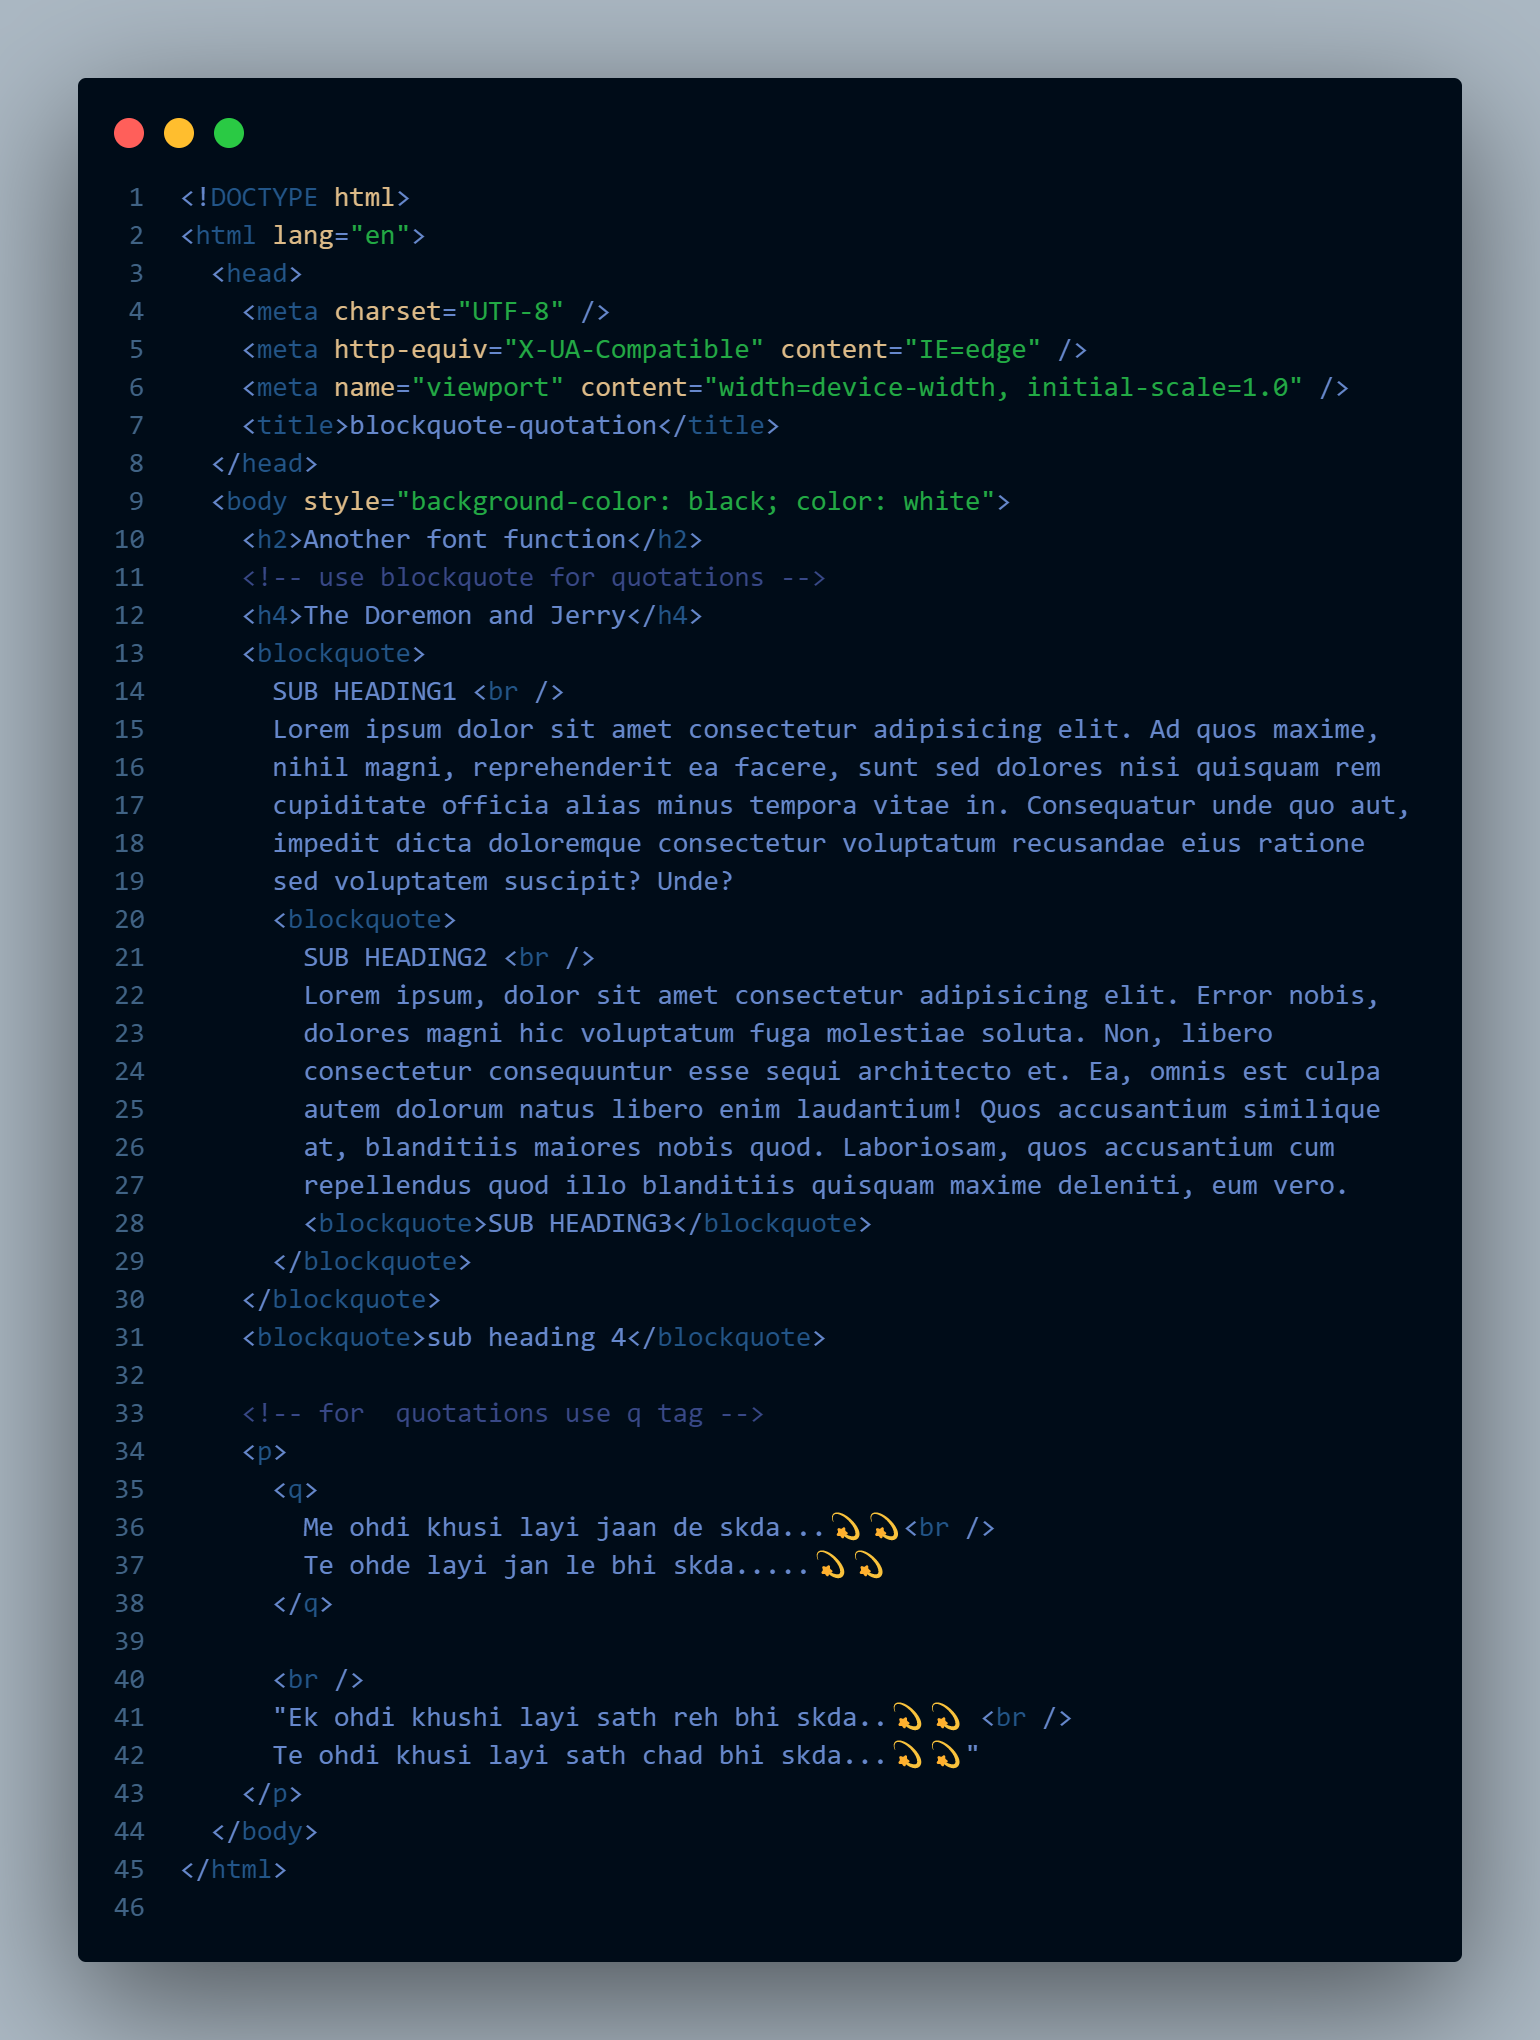 1 <!DOCTYPE html>
2 <html lang="en">
3   <head>
4     <meta charset="UTF-8" />
5     <meta http-equiv="X-UA-Compatible" content="IE=edge" />
6     <meta name="viewport" content="width=device-width, initial-scale=1.0" />
7     <title>blockquote-quotation</title>
8   </head>
9   <body style="background-color: black; color: white">
10     <h2>Another font function</h2>
11     <!-- use blockquote for quotations -->
12     <h4>The Doremon and Jerry</h4>
13     <blockquote>
14       SUB HEADING1 <br />
15       Lorem ipsum dolor sit amet consectetur adipisicing elit. Ad quos maxime,
16       nihil magni, reprehenderit ea facere, sunt sed dolores nisi quisquam rem
17       cupiditate officia alias minus tempora vitae in. Consequatur unde quo aut,
18       impedit dicta doloremque consectetur voluptatum recusandae eius ratione
19       sed voluptatem suscipit? Unde?
20       <blockquote>
21         SUB HEADING2 <br />
22         Lorem ipsum, dolor sit amet consectetur adipisicing elit. Error nobis,
23         dolores magni hic voluptatum fuga molestiae soluta. Non, libero
24         consectetur consequuntur esse sequi architecto et. Ea, omnis est culpa
25         autem dolorum natus libero enim laudantium! Quos accusantium similique
26         at, blanditiis maiores nobis quod. Laboriosam, quos accusantium cum
27         repellendus quod illo blanditiis quisquam maxime deleniti, eum vero.
28         <blockquote>SUB HEADING3</blockquote>
29       </blockquote>
30     </blockquote>
31     <blockquote>sub heading 4</blockquote>
32
33     <!-- for  quotations use q tag -->
34     <p>
35       <q>
36         Me ohdi khusi layi jaan de skda...💫💫<br />
37         Te ohde layi jan le bhi skda.....💫💫
38       </q>
39
40       <br />
41       "Ek ohdi khushi layi sath reh bhi skda..💫💫 <br />
42       Te ohdi khusi layi sath chad bhi skda...💫💫"
43     </p>
44   </body>
45 </html>
46